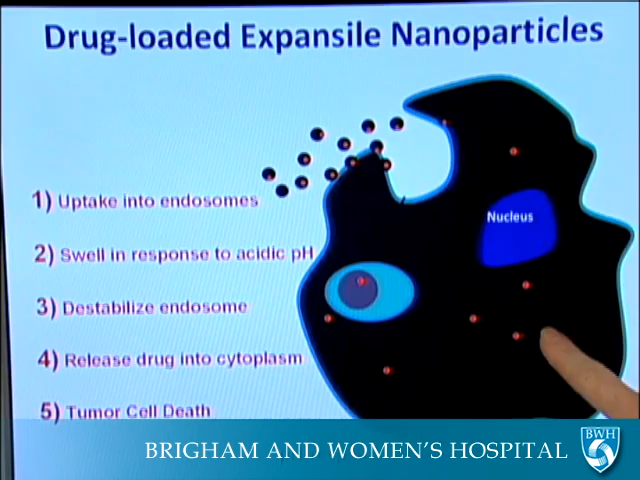 Drug-loaded Expansile Nanoparticles
1) Uptake into endosomes
Nucleus
2) Swell in response to acidic pH
3) Destabilize endosome
4) Release drug into cytoplasm
5) Tumor Cell Death
BRIGHAM AND WOMEN'S HOSPITAL
BWH